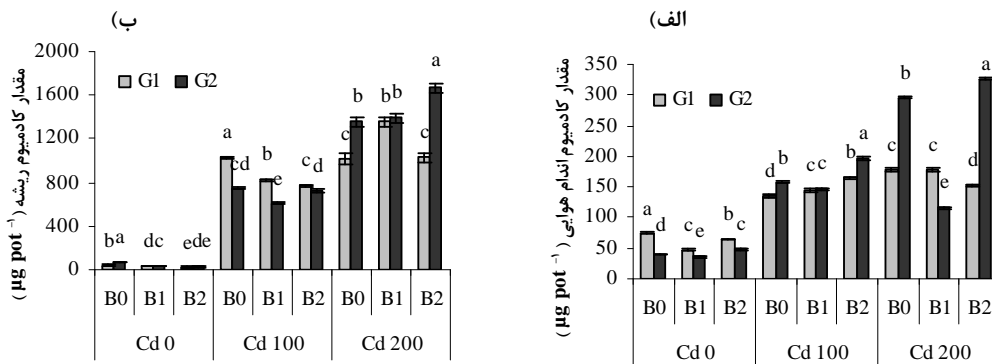 ب)
مقدار کادمیوم ریشه (µg pot ⁻¹)
2000
1600
1200
800
400
0
G1 G2
b a d c e d e
a cd b e c d
c b b b c a
B0 B1 B2 B0 B1 B2 B0 B1 B2
Cd 0 Cd 100 Cd 200
الف)
مقدار کادمیوم اندام هوایی (µg pot ⁻¹)
350
300
250
200
150
100
50
0
G1 G2
a d c e b c
b b c c b a
c b c e d a
B0 B1 B2 B0 B1 B2 B0 B1 B2
Cd 0 Cd 100 Cd 200